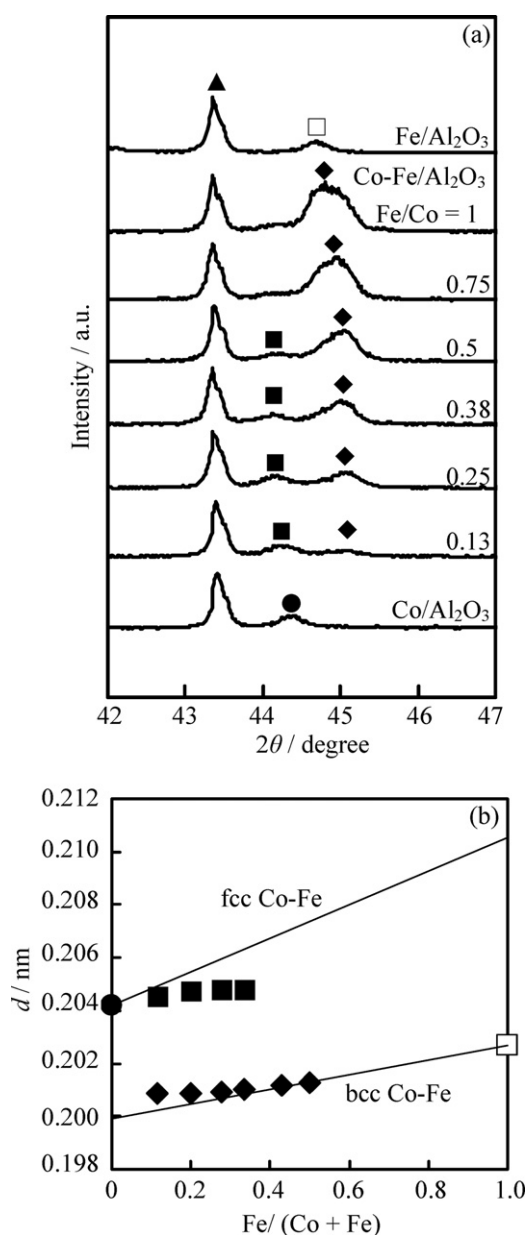 (a)
Fe/Al₂O₃
Co-Fe/Al₂O₃
Fe/Co = 1
0.75
0.5
0.38
0.25
0.13
Co/Al₂O₃
Intensity / a.u.
42 43 44 45 46 47
2θ / degree
(b)
0.212
0.210
0.208
0.206
0.204
0.202
0.200
0.198
d / nm
fcc Co-Fe
bcc Co-Fe
0 0.2 0.4 0.6 0.8 1.0
Fe/ (Co + Fe)